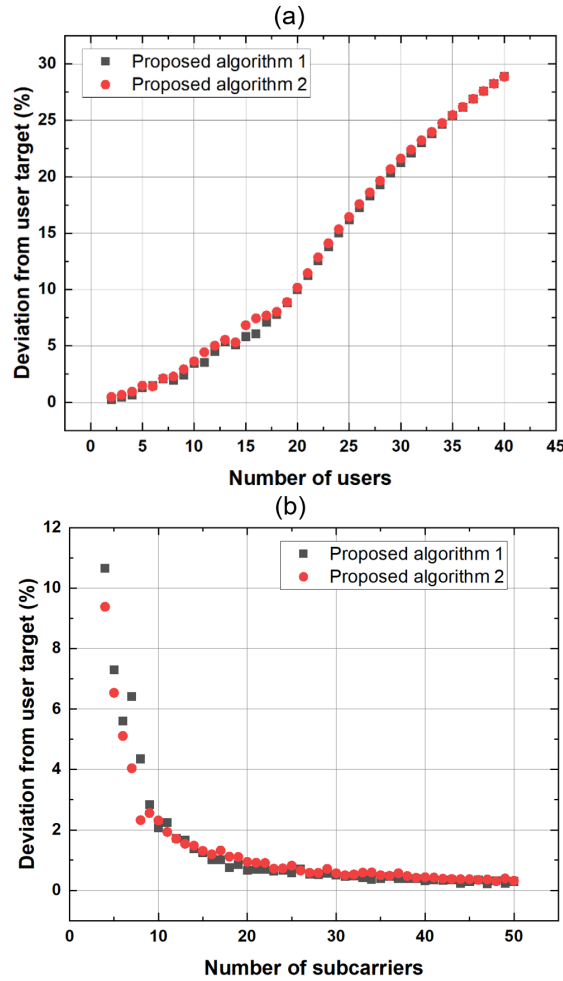 (a)
Proposed algorithm 1
Proposed algorithm 2
Deviation from user target (%)
30
25
20
15
10
5
0
0 5 10 15 20 25 30 35 40 45
Number of users
(b)
Proposed algorithm 1
Proposed algorithm 2
Deviation from user target (%)
12
10
8
6
4
2
0
0 10 20 30 40 50
Number of subcarriers